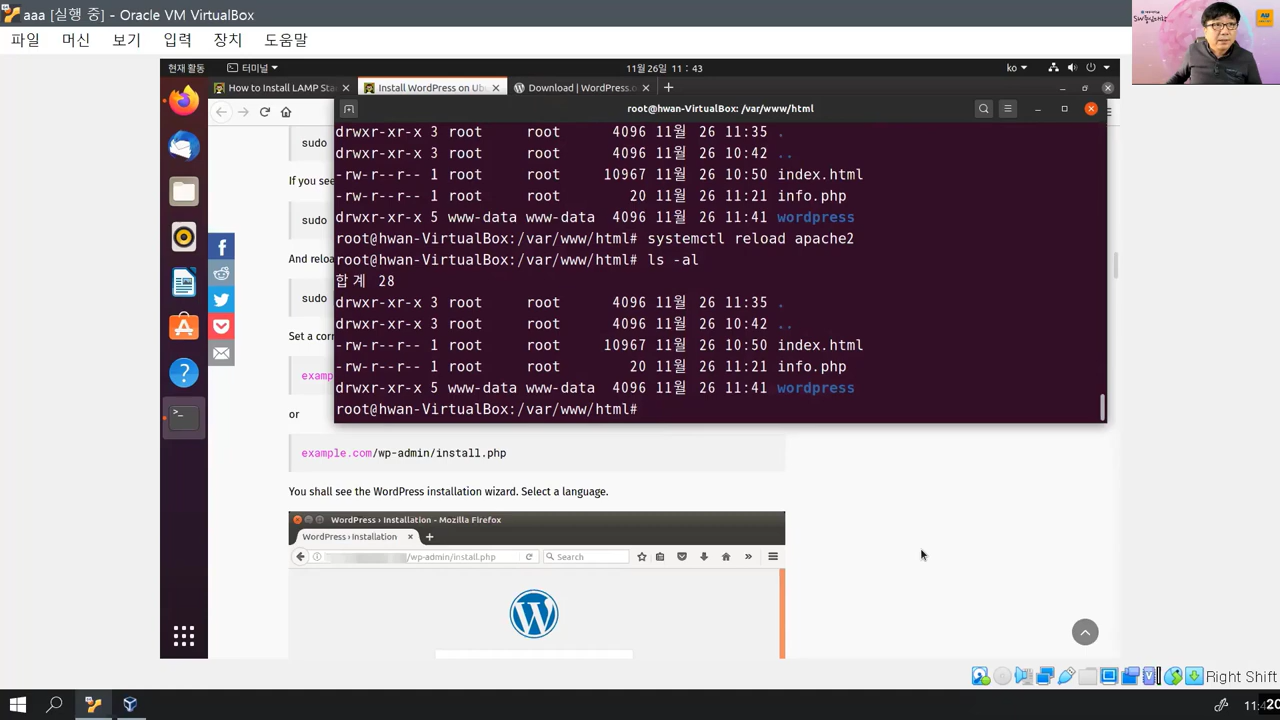 aaa [실행 중] - Oracle VM VirtualBox
파일 머신 보기 입력 장치 도움말
SW중심대학
AU
현재 활동 터미널 11월 26일 11 : 43 ko
How to Install LAMP Sta
Install WordPress on Ub
Download | WordPress.o
root@hwan-VirtualBox: /var/www/html
drwxr-xr-x 3 root root 4096 11월 26 11:35 .
drwxr-xr-x 3 root root 4096 11월 26 10:42 ..
-rw-r--r-- 1 root root 10967 11월 26 10:50 index.html
-rw-r--r-- 1 root root 20 11월 26 11:21 info.php
drwxr-xr-x 5 www-data www-data 4096 11월 26 11:41 wordpress
root@hwan-VirtualBox:/var/www/html# systemctl reload apache2
root@hwan-VirtualBox:/var/www/html# ls -al
합계 28
drwxr-xr-x 3 root root 4096 11월 26 11:35 .
drwxr-xr-x 3 root root 4096 11월 26 10:42 ..
-rw-r--r-- 1 root root 10967 11월 26 10:50 index.html
-rw-r--r-- 1 root root 20 11월 26 11:21 info.php
drwxr-xr-x 5 www-data www-data 4096 11월 26 11:41 wordpress
root@hwan-VirtualBox:/var/www/html#
sudo
If you see
sudo
And reloa
sudo
Set a corr
examp
or
example.com/wp-admin/install.php
You shall see the WordPress installation wizard. Select a language.
WordPress › Installation - Mozilla Firefox
WordPress › Installation
/wp-admin/install.php Search
Right Shift
20